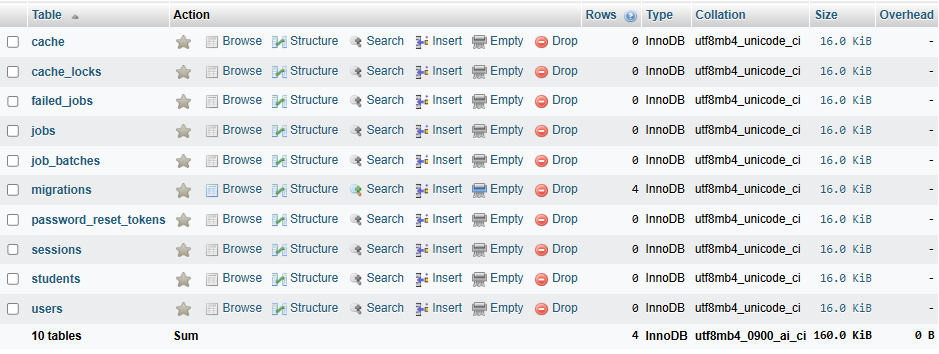 Table Action Rows Type Collation Size Overhead
cache Browse Structure Search Insert Empty Drop 0 InnoDB utf8mb4_unicode_ci 16.0 KiB -
cache_locks Browse Structure Search Insert Empty Drop 0 InnoDB utf8mb4_unicode_ci 16.0 KiB -
failed_jobs Browse Structure Search Insert Empty Drop 0 InnoDB utf8mb4_unicode_ci 16.0 KiB -
jobs Browse Structure Search Insert Empty Drop 0 InnoDB utf8mb4_unicode_ci 16.0 KiB -
job_batches Browse Structure Search Insert Empty Drop 0 InnoDB utf8mb4_unicode_ci 16.0 KiB -
migrations Browse Structure Search Insert Empty Drop 4 InnoDB utf8mb4_unicode_ci 16.0 KiB -
password_reset_tokens Browse Structure Search Insert Empty Drop 0 InnoDB utf8mb4_unicode_ci 16.0 KiB -
sessions Browse Structure Search Insert Empty Drop 0 InnoDB utf8mb4_unicode_ci 16.0 KiB -
students Browse Structure Search Insert Empty Drop 0 InnoDB utf8mb4_unicode_ci 16.0 KiB -
users Browse Structure Search Insert Empty Drop 0 InnoDB utf8mb4_unicode_ci 16.0 KiB -
10 tables Sum 4 InnoDB utf8mb4_0900_ai_ci 160.0 KiB 0 B